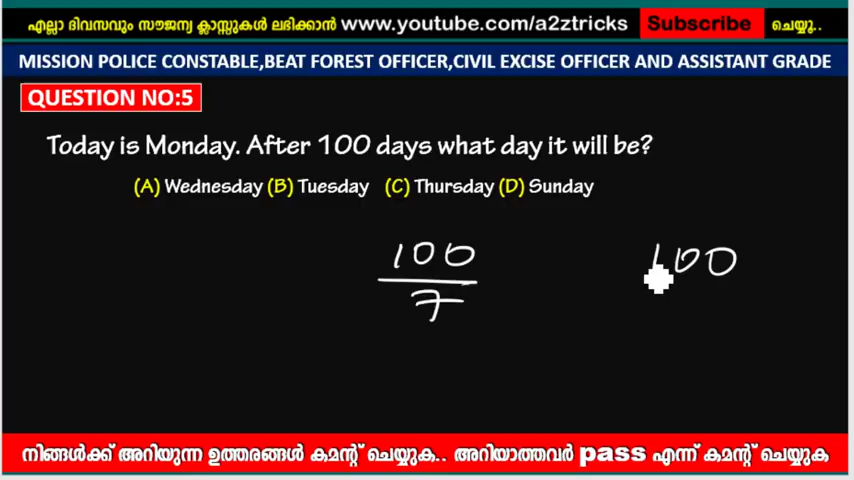 എല്ലാ ദിവസവും സൗജന്യ ക്ലാസ്സുകൾ ലഭിക്കാൻ www.youtube.com/a2ztricks Subscribe ചെയ്യൂ..
MISSION POLICE CONSTABLE,BEAT FOREST OFFICER,CIVIL EXCISE OFFICER AND ASSISTANT GRADE
QUESTION NO:5
Today is Monday. After 100 days what day it will be?
(A) Wednesday (B) Tuesday (C) Thursday (D) Sunday
100 100
7
നിങ്ങൾക്ക് അറിയുന്ന ഉത്തരങ്ങൾ കമന്റ് ചെയ്യുക.. അറിയാത്തവർ pass എന്ന് കമന്റ് ചെയ്യുക